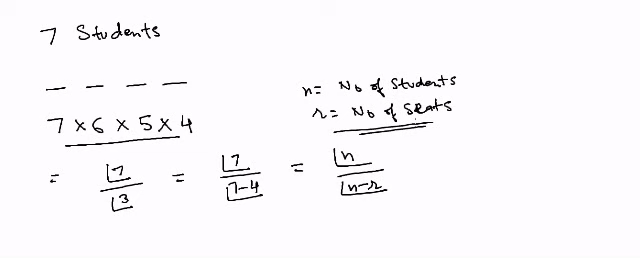 7 Students
— — — —
n= No of Students
r= No of Seats
7 × 6 × 5 × 4
= ⌊7 / ⌊3 = ⌊7 / ⌊7-4 = ⌊n / ⌊n-r